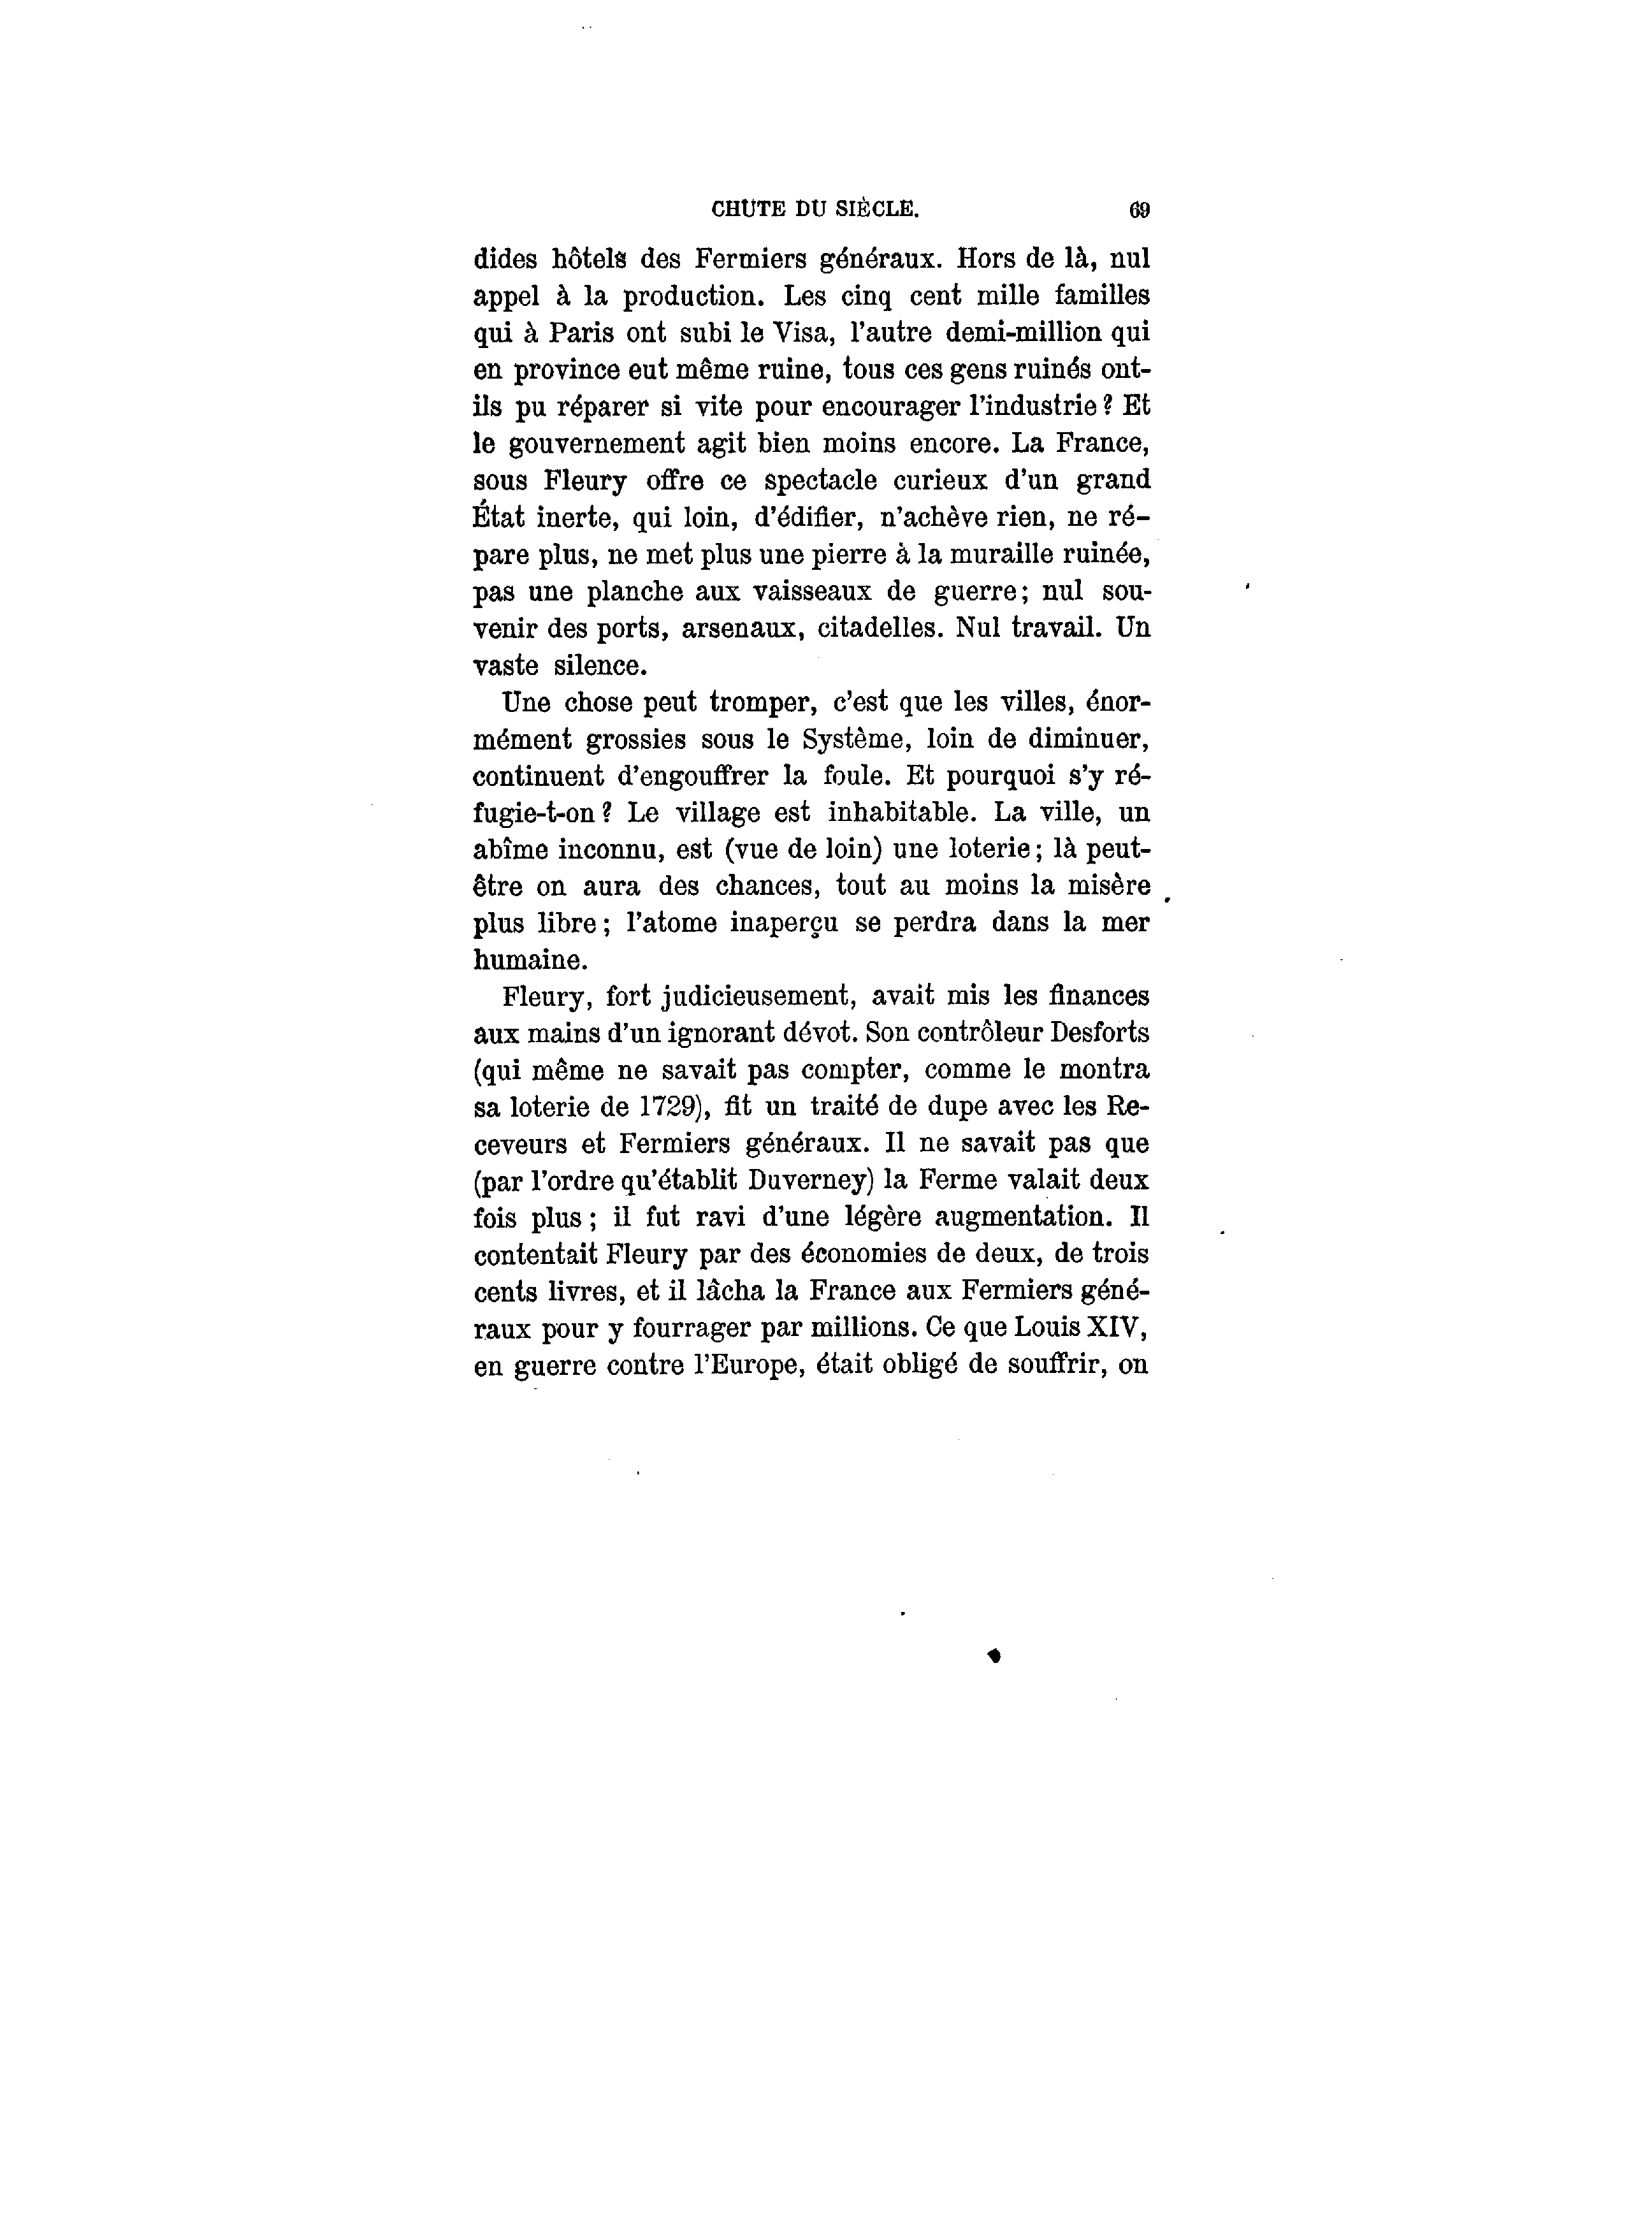 CHUTE DU SIÈCLE. 69
dides hôtels des Fermiers généraux. Hors de là, nul
appel à la production. Les cinq cent mille familles
qui à Paris ont subi le Visa, l'autre demi-million qui
en province eut même ruine, tous ces gens ruinés ont-
ils pu réparer si vite pour encourager l'industrie ? Et
le gouvernement agit bien moins encore. La France,
sous Fleury offre ce spectacle curieux d'un grand
État inerte, qui loin, d'édifier, n'achève rien, ne ré-
pare plus, ne met plus une pierre à la muraille ruinée,
pas une planche aux vaisseaux de guerre; nul sou-
venir des ports, arsenaux, citadelles. Nul travail. Un
vaste silence.
Une chose peut tromper, c'est que les villes, énor-
mément grossies sous le Système, loin de diminuer,
continuent d'engouffrer la foule. Et pourquoi s'y ré-
fugie-t-on ? Le village est inhabitable. La ville, un
abîme inconnu, est (vue de loin) une loterie; là peut-
être on aura des chances, tout au moins la misère
plus libre; l'atome inaperçu se perdra dans la mer
humaine.
Fleury, fort judicieusement, avait mis les finances
aux mains d'un ignorant dévot. Son contrôleur Desforts
(qui même ne savait pas compter, comme le montra
sa loterie de 1729), fit un traité de dupe avec les Re-
ceveurs et Fermiers généraux. Il ne savait pas que
(par l'ordre qu'établit Duverney) la Ferme valait deux
fois plus; il fut ravi d'une légère augmentation. Il
contentait Fleury par des économies de deux, de trois
cents livres, et il lâcha la France aux Fermiers géné-
raux pour y fourrager par millions. Ce que Louis XIV,
en guerre contre l'Europe, était obligé de souffrir, on